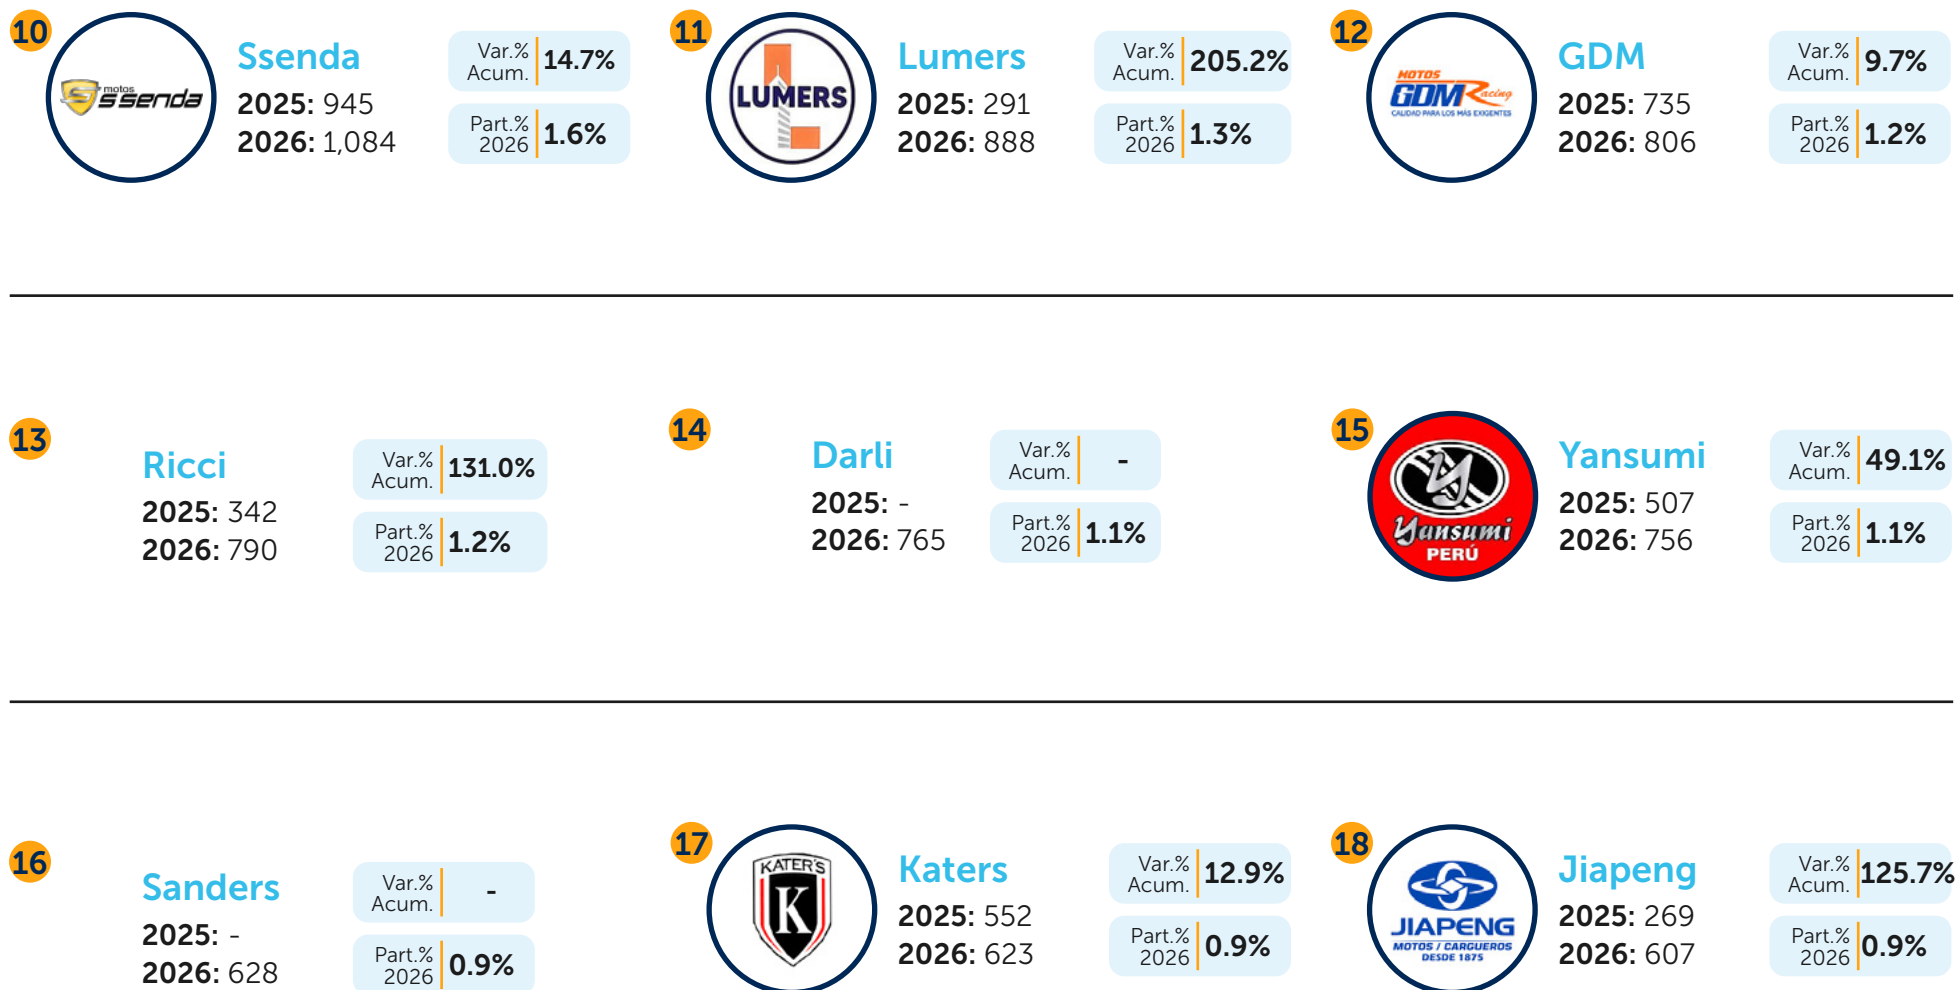 10
motos
ssenda
Ssenda
2025: 945
2026: 1,084
Var.%
Acum.
14.7%
Part.%
2026
1.6%
11
LUMERS
Lumers
2025: 291
2026: 888
Var.%
Acum.
205.2%
Part.%
2026
1.3%
12
MOTOS
GDM Racing
CALIDAD PARA LOS MÁS EXIGENTES
GDM
2025: 735
2026: 806
Var.%
Acum.
9.7%
Part.%
2026
1.2%
13
Ricci
2025: 342
2026: 790
Var.%
Acum.
131.0%
Part.%
2026
1.2%
14
Darli
2025: -
2026: 765
Var.%
Acum.
-
Part.%
2026
1.1%
15
Y
Yansumi
PERÚ
Yansumi
2025: 507
2026: 756
Var.%
Acum.
49.1%
Part.%
2026
1.1%
16
Sanders
2025: -
2026: 628
Var.%
Acum.
-
Part.%
2026
0.9%
17
KATER'S
K
Katers
2025: 552
2026: 623
Var.%
Acum.
12.9%
Part.%
2026
0.9%
18
JIAPENG
MOTOS / CARGUEROS
DESDE 1875
Jiapeng
2025: 269
2026: 607
Var.%
Acum.
125.7%
Part.%
2026
0.9%